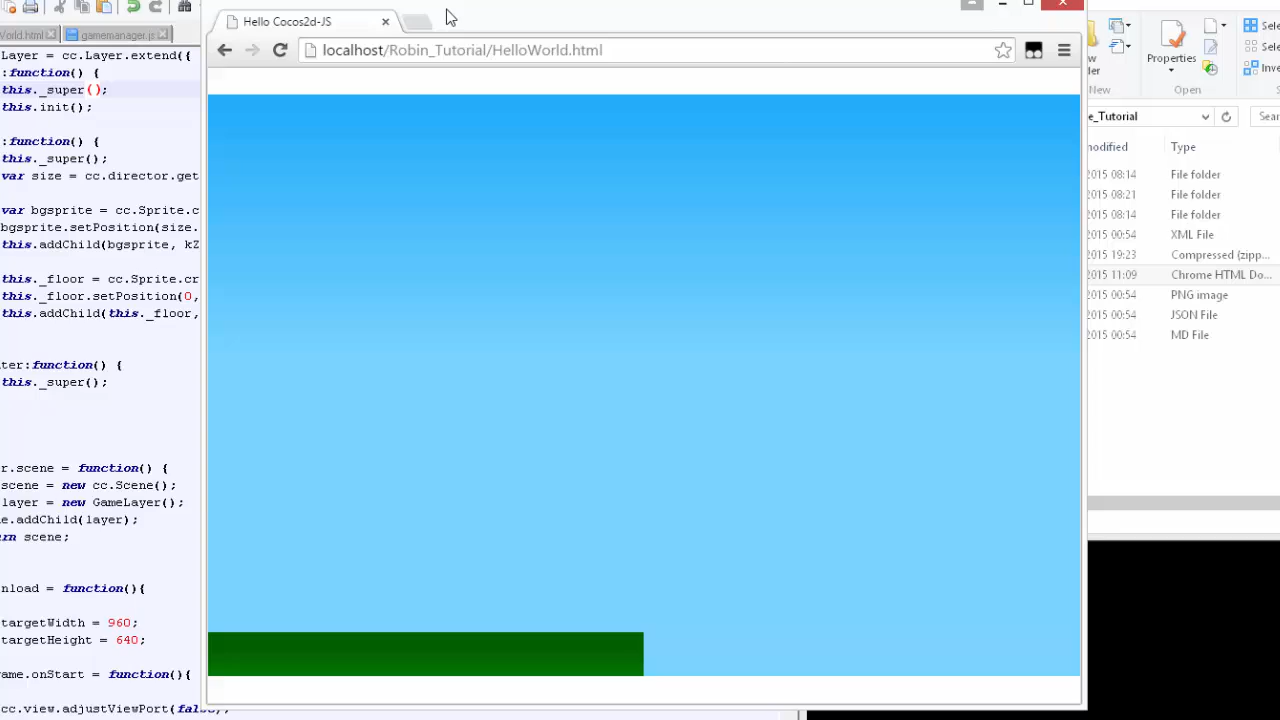 Hello Cocos2d-JS
World.html
gamemanager.js
localhost/Robin_Tutorial/HelloWorld.html
Layer = cc.Layer.extend({
:function() {
this._super();
this.init();
:function() {
this._super();
var size = cc.director.get
var bgsprite = cc.Sprite.c
bgsprite.setPosition(size.
this.addChild(bgsprite, kZ
this._floor = cc.Sprite.cr
this._floor.setPosition(0,
this.addChild(this._floor,
ter:function() {
this._super();
r.scene = function() {
scene = new cc.Scene();
layer = new GameLayer();
e.addChild(layer);
rn scene;
nload = function(){
targetWidth = 960;
targetHeight = 640;
ame.onStart = function(){
cc.view.adjustViewPort(false);
w
der
New
Properties
Open
Sele
Sele
Inve
e_Tutorial
Sear
modified Type
2015 08:14 File folder
2015 08:21 File folder
2015 08:14 File folder
2015 00:54 XML File
2015 19:23 Compressed (zipp...
2015 11:09 Chrome HTML Do...
2015 00:54 PNG image
2015 00:54 JSON File
2015 00:54 MD File